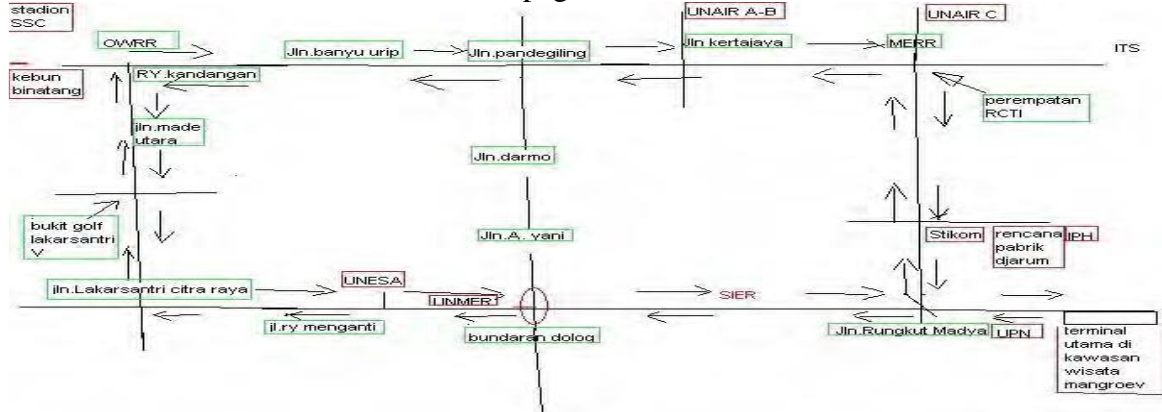 stadion
SSC
UNAIR A-B
UNAIR C
OWRR
Jln.banyu urip
Jln.pandegiling
Jln kertajaya
MERR
ITS
kebun
binatang
RY.kandangan
perempatan
RCTI
jln.made
utara
Jln.darmo
bukit golf
lakarsantri
V
Jln.A. yani
Stikom
rencana
pabrik
djarum
IPH
jln.Lakarsantri citra raya
UNESA
UNMER
SIER
jl.ry menganti
bundaran dolog
Jln.Rungkut Madya
UPN
terminal
utama di
kawasan
wisata
mangroev